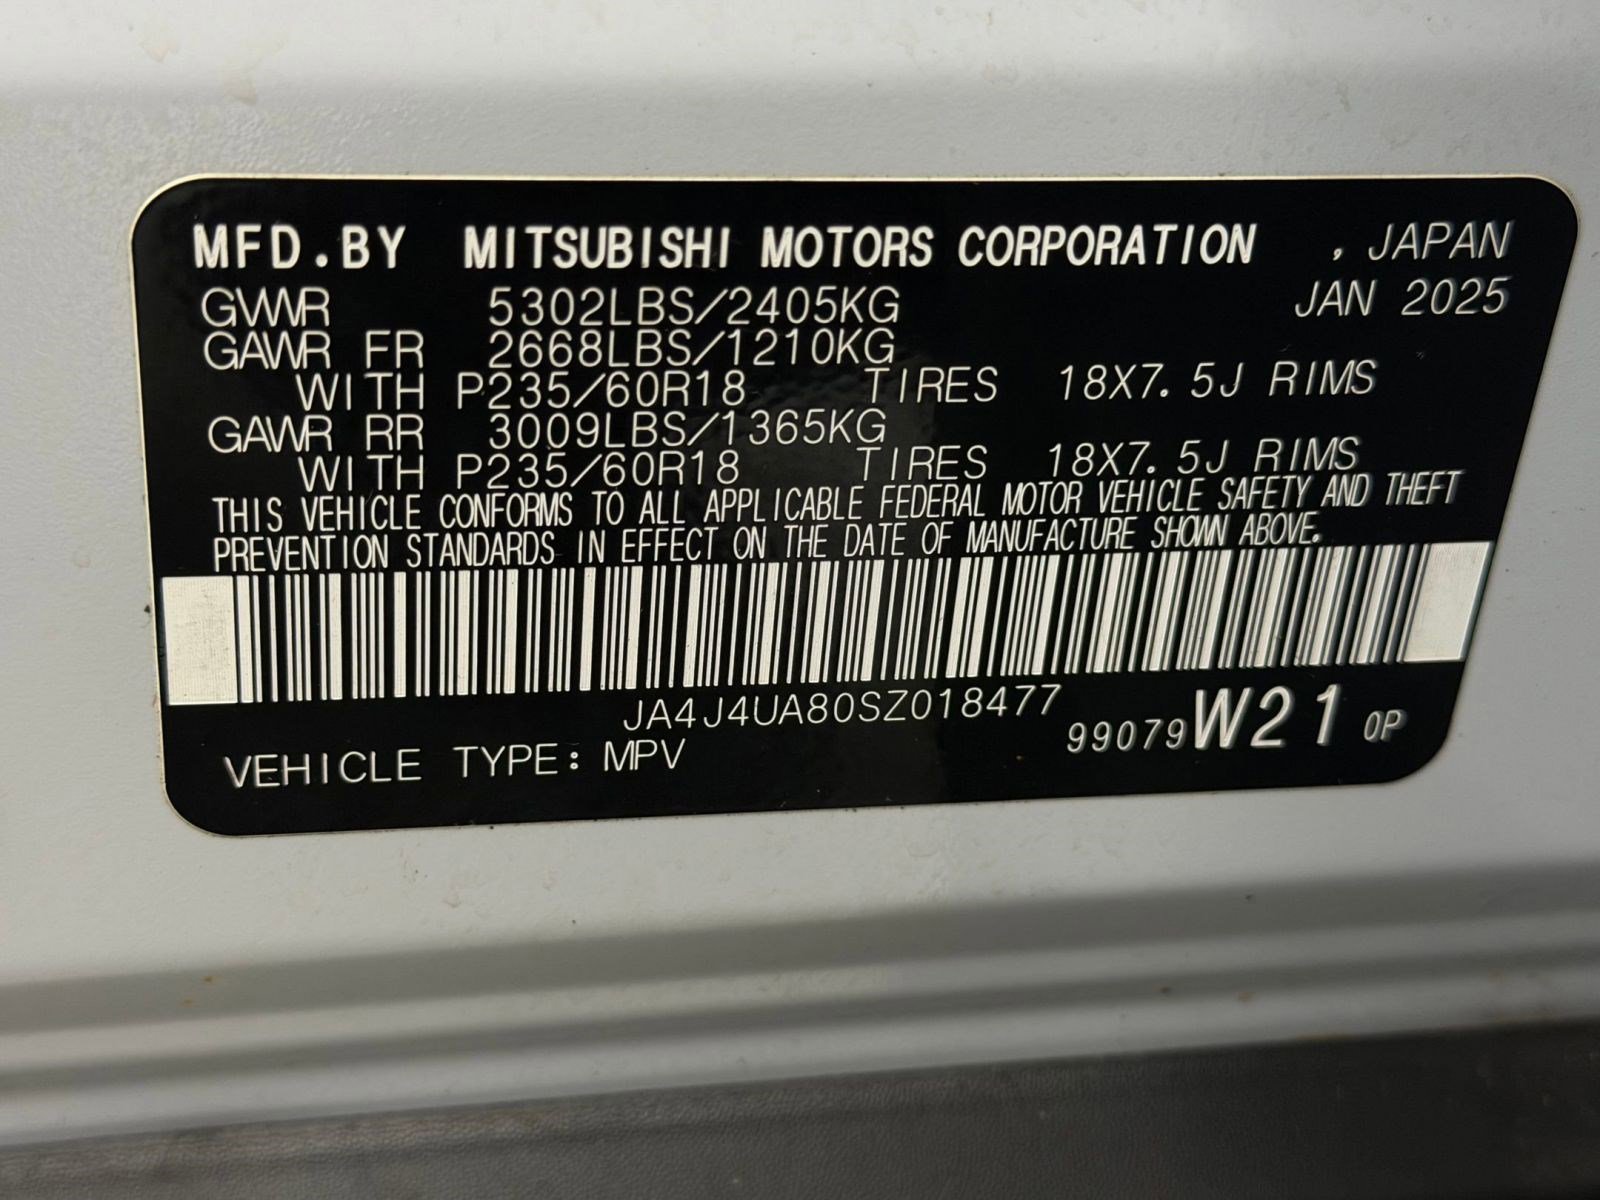 MFD.BY MITSUBISHI MOTORS CORPORATION , JAPAN
GVWR 5302LBS/2405KG JAN 2025
GAWR FR 2668LBS/1210KG
WITH P235/60R18 TIRES 18X7.5J RIMS
GAWR RR 3009LBS/1365KG
WITH P235/60R18 TIRES 18X7.5J RIMS
THIS VEHICLE CONFORMS TO ALL APPLICABLE FEDERAL MOTOR VEHICLE SAFETY AND THEFT
PREVENTION STANDARDS IN EFFECT ON THE DATE OF MANUFACTURE SHOWN ABOVE.
JA4J4UA80SZ018477
99079 W21 0P
VEHICLE TYPE: MPV